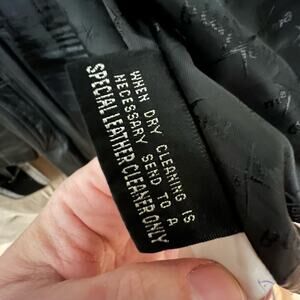 WHEN DRY CLEANING IS
NECESSARY SEND TO A
SPECIAL LEATHER CLEANER ONLY